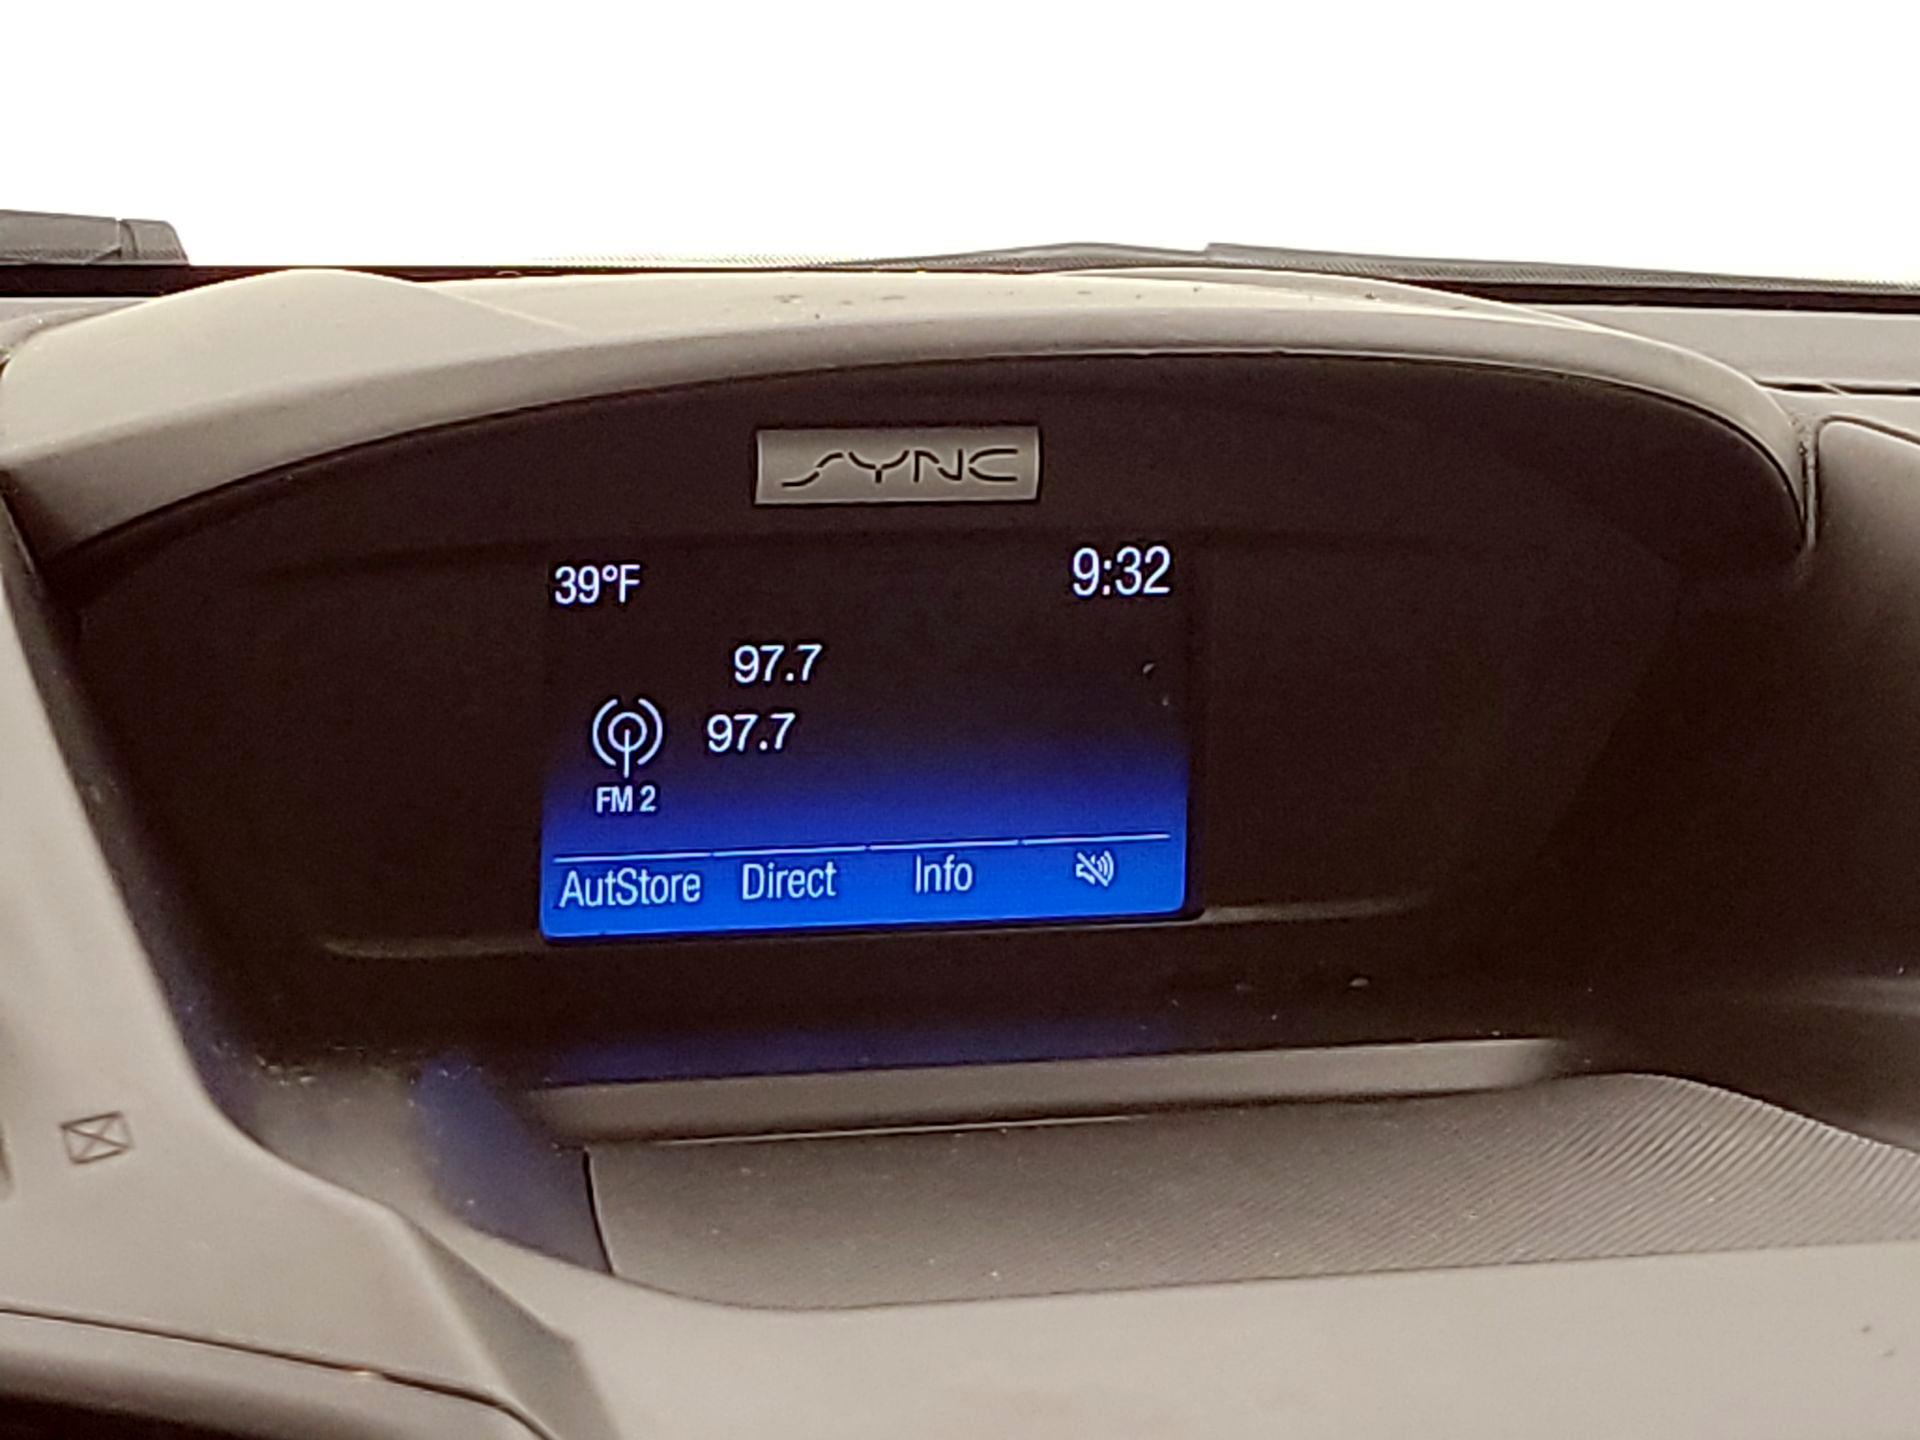 SYNC
39°F 9:32
97.7
97.7
FM 2
AutStore Direct Info